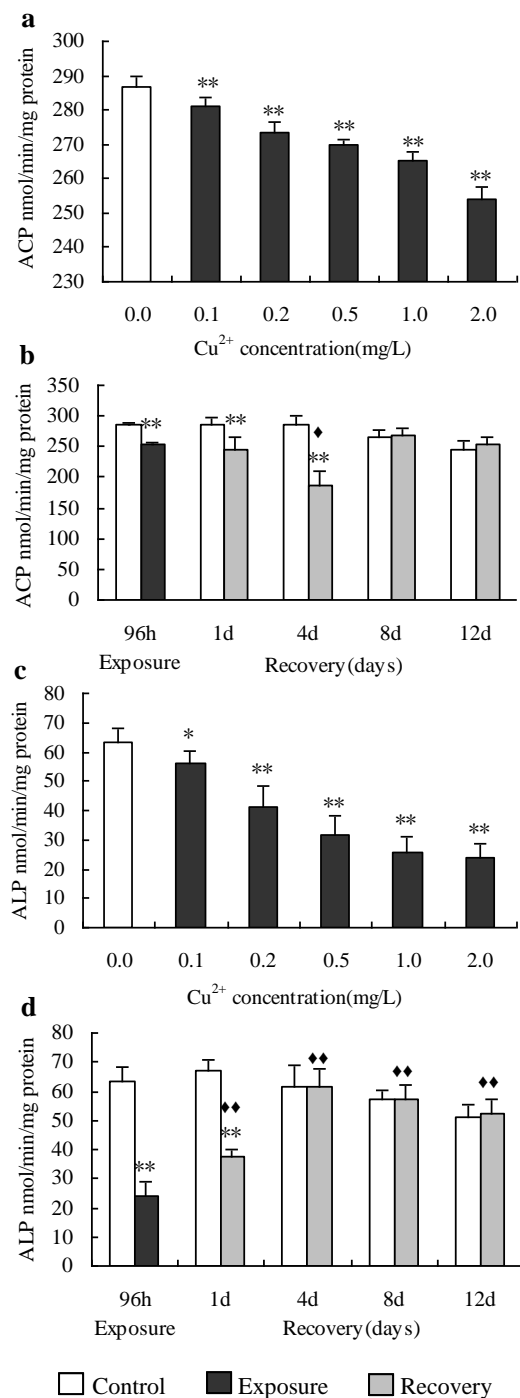 a
ACP nmol/min/mg protein
300
290
280
270
260
250
240
230
**
**
**
**
**
0.0 0.1 0.2 0.5 1.0 2.0
Cu²⁺ concentration(mg/L)
b
ACP nmol/min/mg protein
350
300
250
200
150
100
50
0
** ** ♦
**
96h 1d 4d 8d 12d
Exposure Recovery(days)
c
ALP nmol/min/mg protein
80
70
60
50
40
30
20
10
0
*
**
**
**
**
0.0 0.1 0.2 0.5 1.0 2.0
Cu²⁺ concentration(mg/L)
d
ALP nmol/min/mg protein
80
70
60
50
40
30
20
10
0
♦♦ ♦♦ ♦♦
♦♦
**
**
96h 1d 4d 8d 12d
Exposure Recovery(days)
Control Exposure Recovery